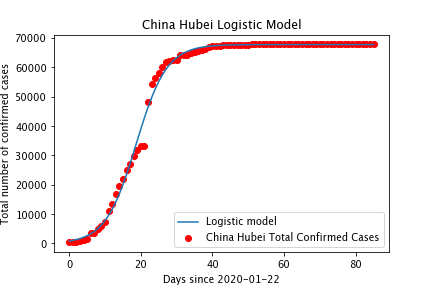 China Hubei Logistic Model
Total number of confirmed cases
70000
60000
50000
40000
30000
20000
10000
0
0 20 40 60 80
Days since 2020-01-22
Logistic model
China Hubei Total Confirmed Cases